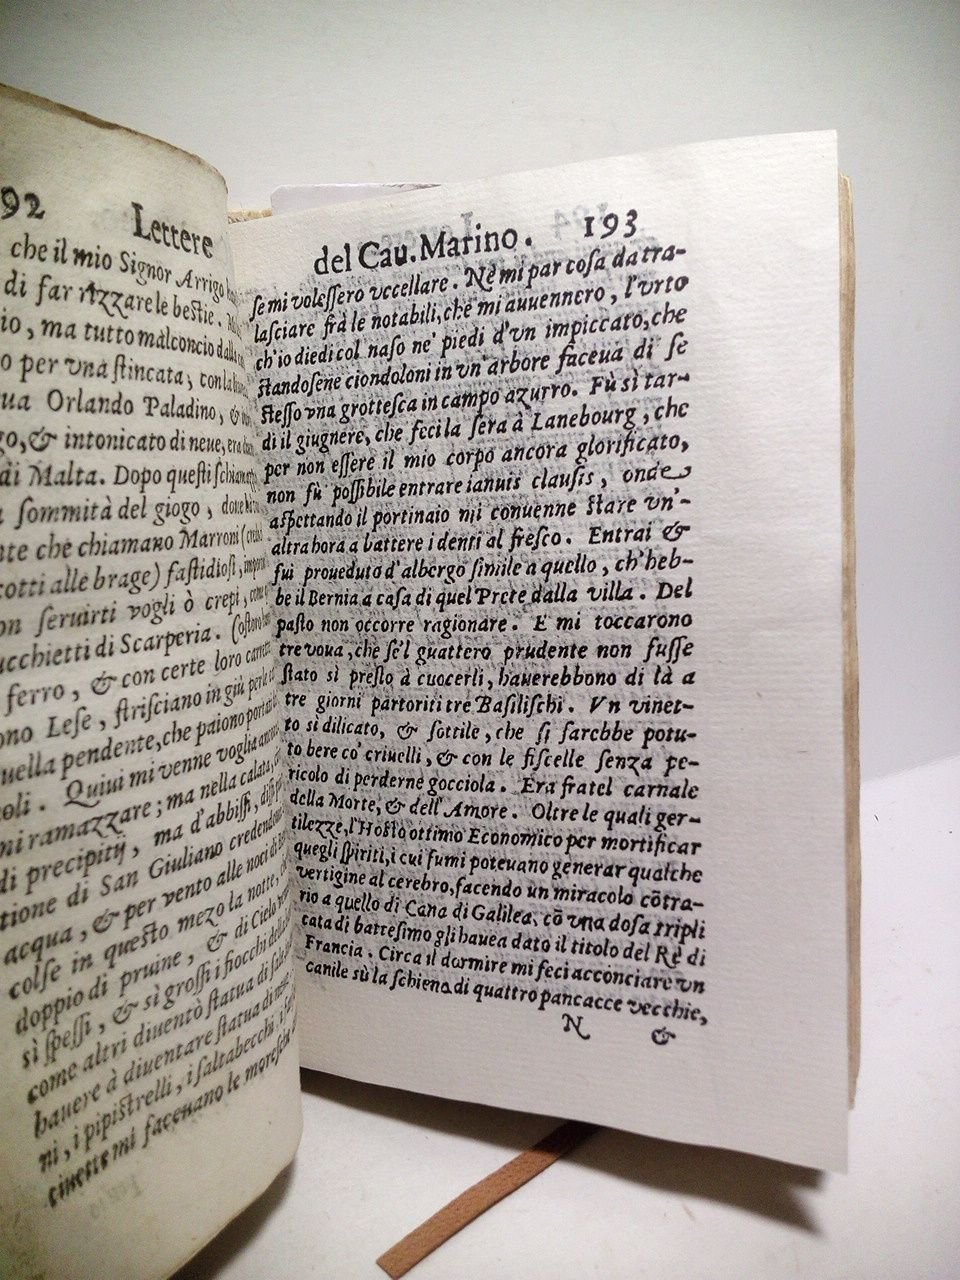 92 Lettere
che il mio Signor Arrigo
di far rizzare le bestie.
io, ma tutto malconcio dalla
o per vna stincata, con la
ua Orlando Paladino, &
go, & intonicato di neue, era
di Malta. Dopo questi
sommità del giogo,
te che chiamano Marroni
cotti alle brage) fastidiosi,
on seruirti vogli ò crepi,
ucchietti di Scarperia.
ferro, & con certe loro
ono Lese, strisciano in giù per le
uella pendente, che paiono
oli. Quiui mi venne voglia
ni ramazzare; ma nella calata,
di precipitij, ma d'abbissi,
tione di San Giuliano credendo
acqua, & per vento alle noci di
colse in questo mezo la notte,
doppio di pruine, & di Cielo
sì spessi, & sì grossi i fiocchi della
come altri diuentò statua di sale
hauere à diuentare statua di neue.
ni, i pipistrelli, i saltabecchi,
ciuette mi faceuano le moresche
del Cau. Marino. 193
se mi volessero vccellare. Nè mi par cosa da tra-
lasciare frà le notabili, che mi auuennero, l'vrto
ch'io diedi col naso ne' piedi d'vn impiccato, che
standosene ciondoloni in vn'arbore faceua di se
stesso vna grottesca in campo azurro. Fù sì tar-
di il giugnere, che feci la sera à Lanebourg, che
per non essere il mio corpo ancora glorificato,
non fù possibile entrare ianuis clausis, onde
aspettando il portinaio mi conuenne stare vn'-
altra hora a battere i denti al fresco. Entrai &
fui proueduto d'albergo simile a quello, ch'heb-
be il Bernia a casa di quel Prete dalla villa. Del
pasto non occorre ragionare. E mi toccarono
tre voua, che se'l guattero prudente non fusse
stato sì presto à cuocerli, hauerebbono di là a
tre giorni partoriti tre Basilischi. Vn vinet-
to sì dilicato, & sottile, che si sarebbe potu-
to bere co' criuelli, & con le fiscelle senza pe-
ricolo di perderne gocciola. Era fratel carnale
della Morte, & dell'Amore. Oltre le quali gen-
tilezze, l'Hosto ottimo Economico per mortificar
quegli spiriti, i cui fumi poteuano generar qualche
vertigine al cerebro, facendo un miracolo cōtra-
rio a quello di Cana di Galilea, cō vna dosa tripli
cata di battesimo gli hauea dato il titolo del Rè di
Francia. Circa il dormire mi feci acconciare vn
canile sù la schiena di quattro pancacce vecchie,
N &